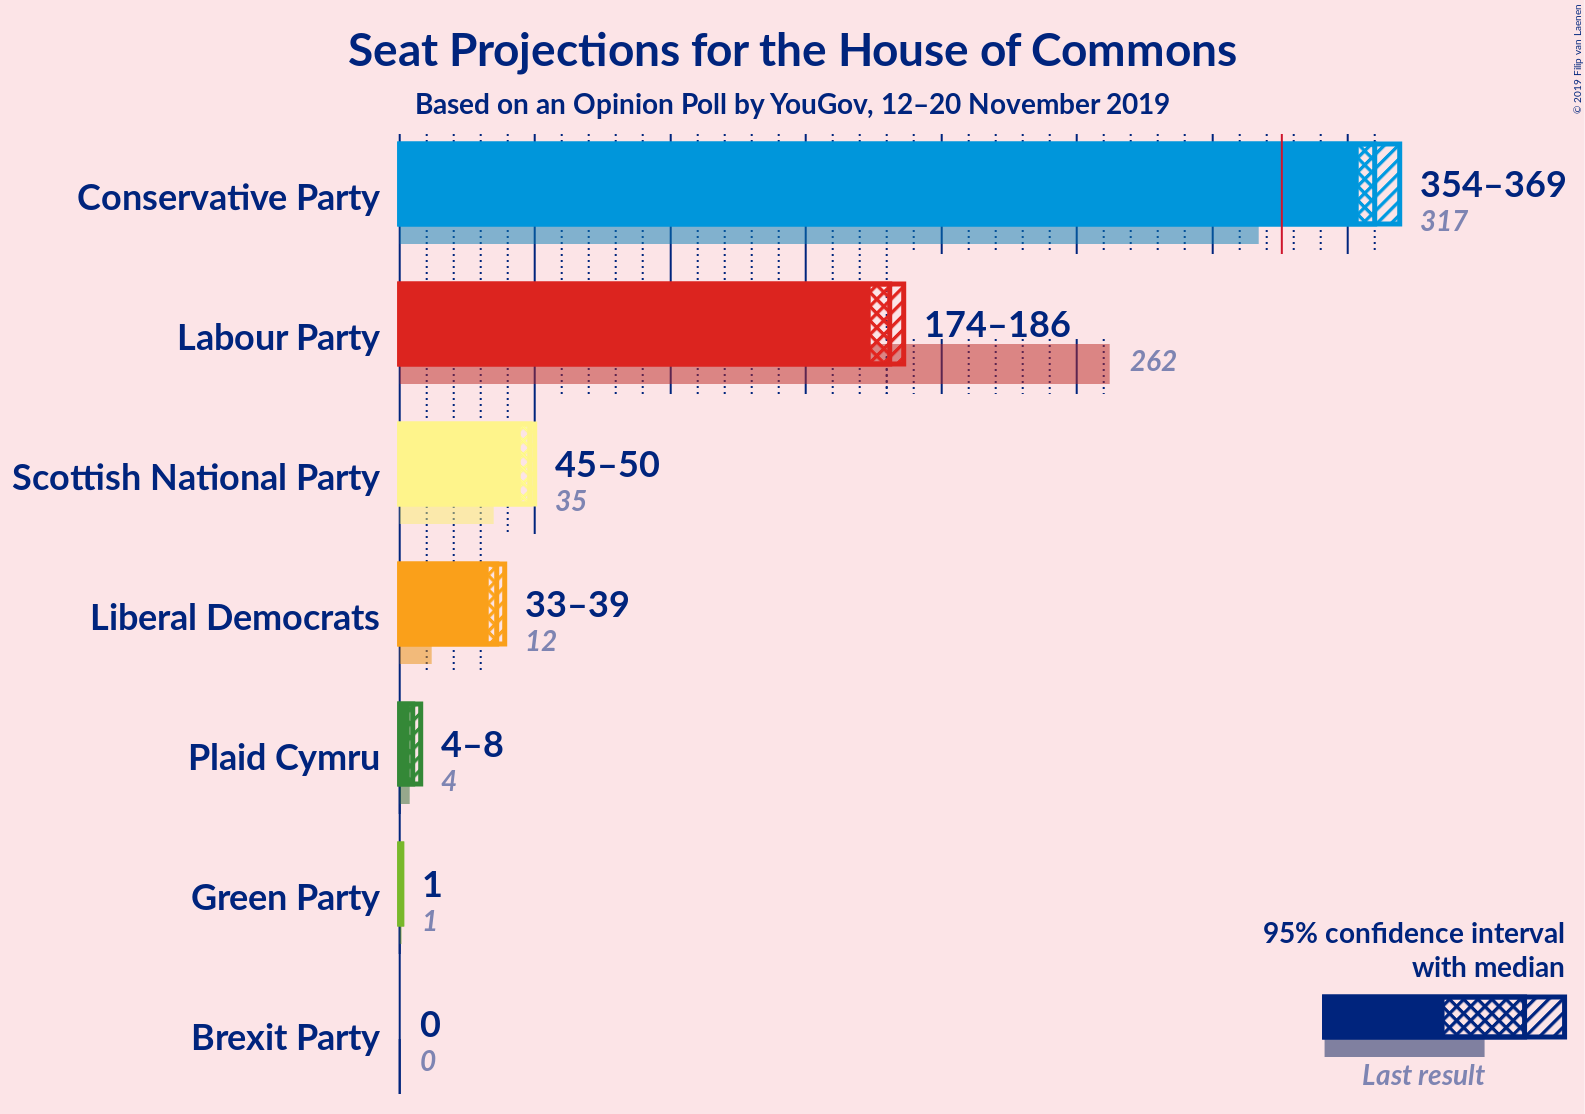 Seat Projections for the House of Commons
Based on an Opinion Poll by YouGov, 12–20 November 2019
© 2019 Filip van Laenen
Conservative Party
354–369
317
Labour Party
174–186
262
Scottish National Party
45–50
35
Liberal Democrats
33–39
12
Plaid Cymru
4–8
4
Green Party
1
1
Brexit Party
0
0
95% confidence interval
with median
Last result